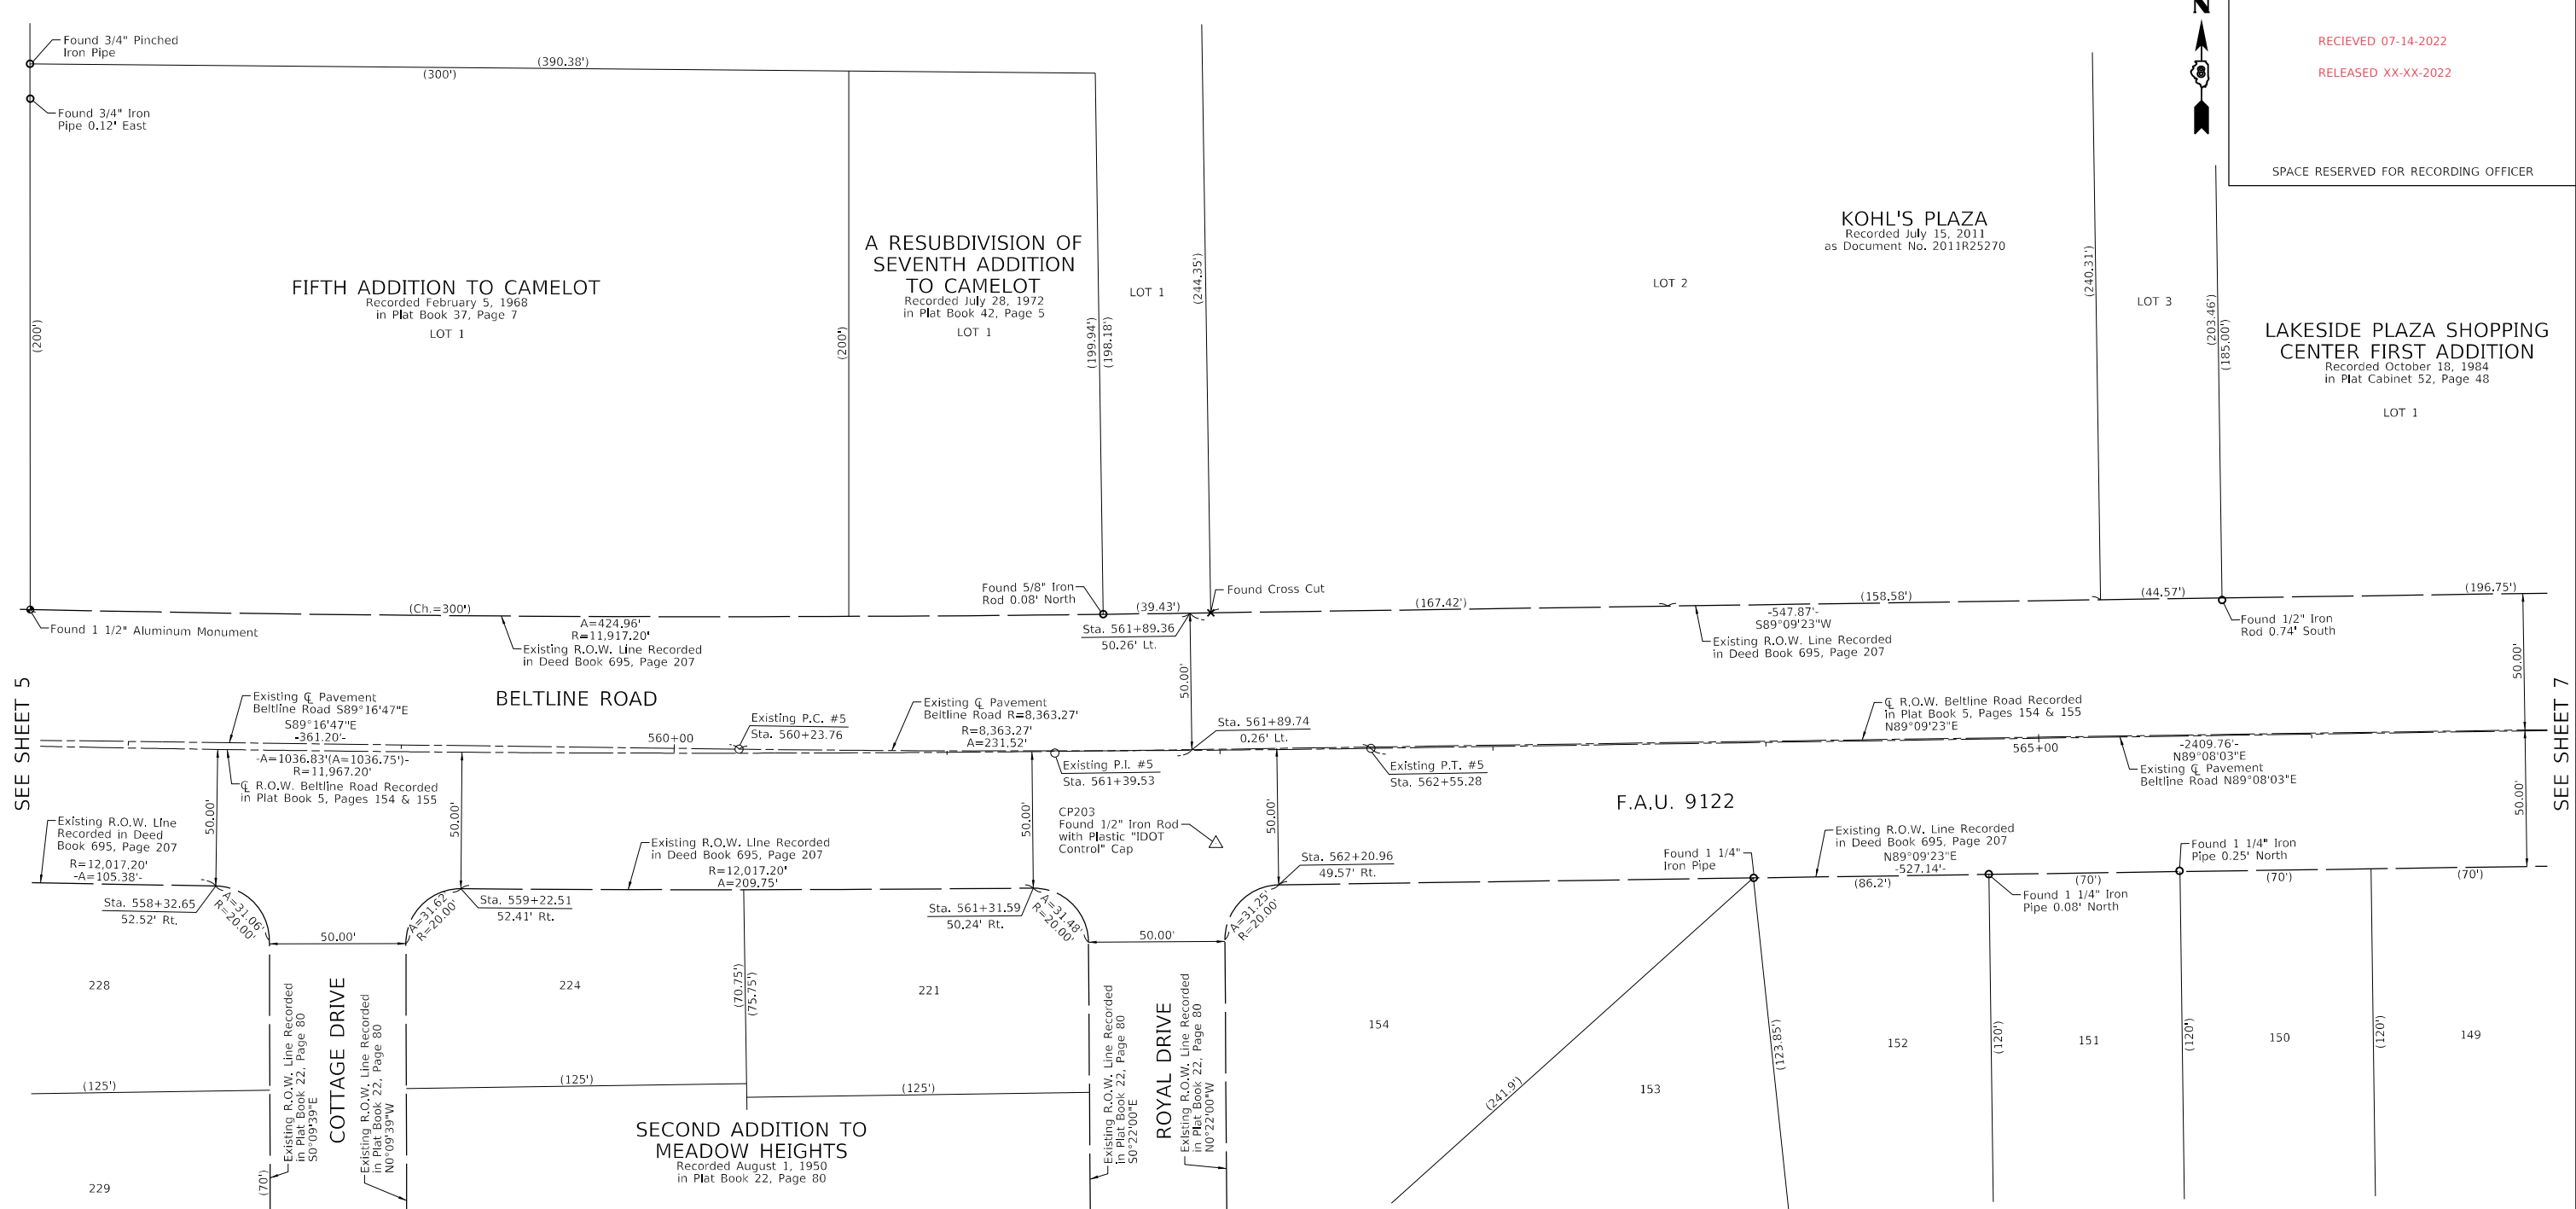 N
RECIEVED 07-14-2022
RELEASED XX-XX-2022
SPACE RESERVED FOR RECORDING OFFICER
Found 3/4" Pinched
Iron Pipe
Found 3/4" Iron
Pipe 0.12' East
(390.38')
(300')
(200')
FIFTH ADDITION TO CAMELOT
Recorded February 5, 1968
in Plat Book 37, Page 7
LOT 1
(200')
A RESUBDIVISION OF
SEVENTH ADDITION
TO CAMELOT
Recorded July 28, 1972
in Plat Book 42, Page 5
LOT 1
(199.94')
(198.18')
LOT 1
(244.35')
LOT 2
KOHL'S PLAZA
Recorded July 15, 2011
as Document No. 2011R25270
(240.31')
LOT 3
(203.46')
(185.00')
LAKESIDE PLAZA SHOPPING
CENTER FIRST ADDITION
Recorded October 18, 1984
in Plat Cabinet 52, Page 48
LOT 1
Found 1 1/2" Aluminum Monument
(Ch.=300')
A=424.96'
R=11,917.20'
Existing R.O.W. Line Recorded
in Deed Book 695, Page 207
Found 5/8" Iron
Rod 0.08' North
(39.43')
Found Cross Cut
Sta. 561+89.36
50.26' Lt.
(167.42')
-547.87'-
S89°09'23"W
Existing R.O.W. Line Recorded
in Deed Book 695, Page 207
(158.58')
(44.57')
(196.75')
Found 1/2" Iron
Rod 0.74' South
50.00'
50.00'
SEE SHEET 5
SEE SHEET 7
BELTLINE ROAD
Existing ℄ Pavement
Beltline Road S89°16'47"E
S89°16'47"E
-361.20'-
-A=1036.83'(A=1036.75')-
R=11,967.20'
℄ R.O.W. Beltline Road Recorded
in Plat Book 5, Pages 154 & 155
560+00
Existing P.C. #5
Sta. 560+23.76
Existing ℄ Pavement
Beltline Road R=8,363.27'
R=8,363.27'
A=231.52'
Existing P.I. #5
Sta. 561+39.53
Sta. 561+89.74
0.26' Lt.
Existing P.T. #5
Sta. 562+55.28
℄ R.O.W. Beltline Road Recorded
in Plat Book 5, Pages 154 & 155
N89°09'23"E
565+00
-2409.76'-
N89°08'03"E
Existing ℄ Pavement
Beltline Road N89°08'03"E
F.A.U. 9122
Existing R.O.W. Line
Recorded in Deed
Book 695, Page 207
R=12,017.20'
-A=105.38'-
50.00'
50.00'
50.00'
50.00'
50.00'
Existing R.O.W. Line Recorded
in Deed Book 695, Page 207
R=12,017.20'
A=209.75'
CP203
Found 1/2" Iron Rod
with Plastic "IDOT
Control" Cap
Sta. 558+32.65
52.52' Rt.
A=31.06'
R=20.00'
A=31.62'
R=20.00'
Sta. 559+22.51
52.41' Rt.
Sta. 561+31.59
50.24' Rt.
A=31.48'
R=20.00'
A=31.25'
R=20.00'
Sta. 562+20.96
49.57' Rt.
Found 1 1/4"
Iron Pipe
Existing R.O.W. Line Recorded
in Deed Book 695, Page 207
N89°09'23"E
-527.14'-
(86.2')
(70')
Found 1 1/4" Iron
Pipe 0.08' North
Found 1 1/4" Iron
Pipe 0.25' North
(70')
(70')
50.00'
50.00'
228
224
221
154
153
152
151
150
149
229
(70.75')
(75.75')
(125')
(125')
(125')
(70')
(241.9')
(123.85')
(120')
(120')
(120')
Existing R.O.W. Line Recorded
in Plat Book 22, Page 80
S0°09'39"E
COTTAGE DRIVE
Existing R.O.W. Line Recorded
in Plat Book 22, Page 80
N0°09'39"W
Existing R.O.W. Line Recorded
in Plat Book 22, Page 80
S0°22'00"E
ROYAL DRIVE
Existing R.O.W. Line Recorded
in Plat Book 22, Page 80
N0°22'00"W
SECOND ADDITION TO
MEADOW HEIGHTS
Recorded August 1, 1950
in Plat Book 22, Page 80